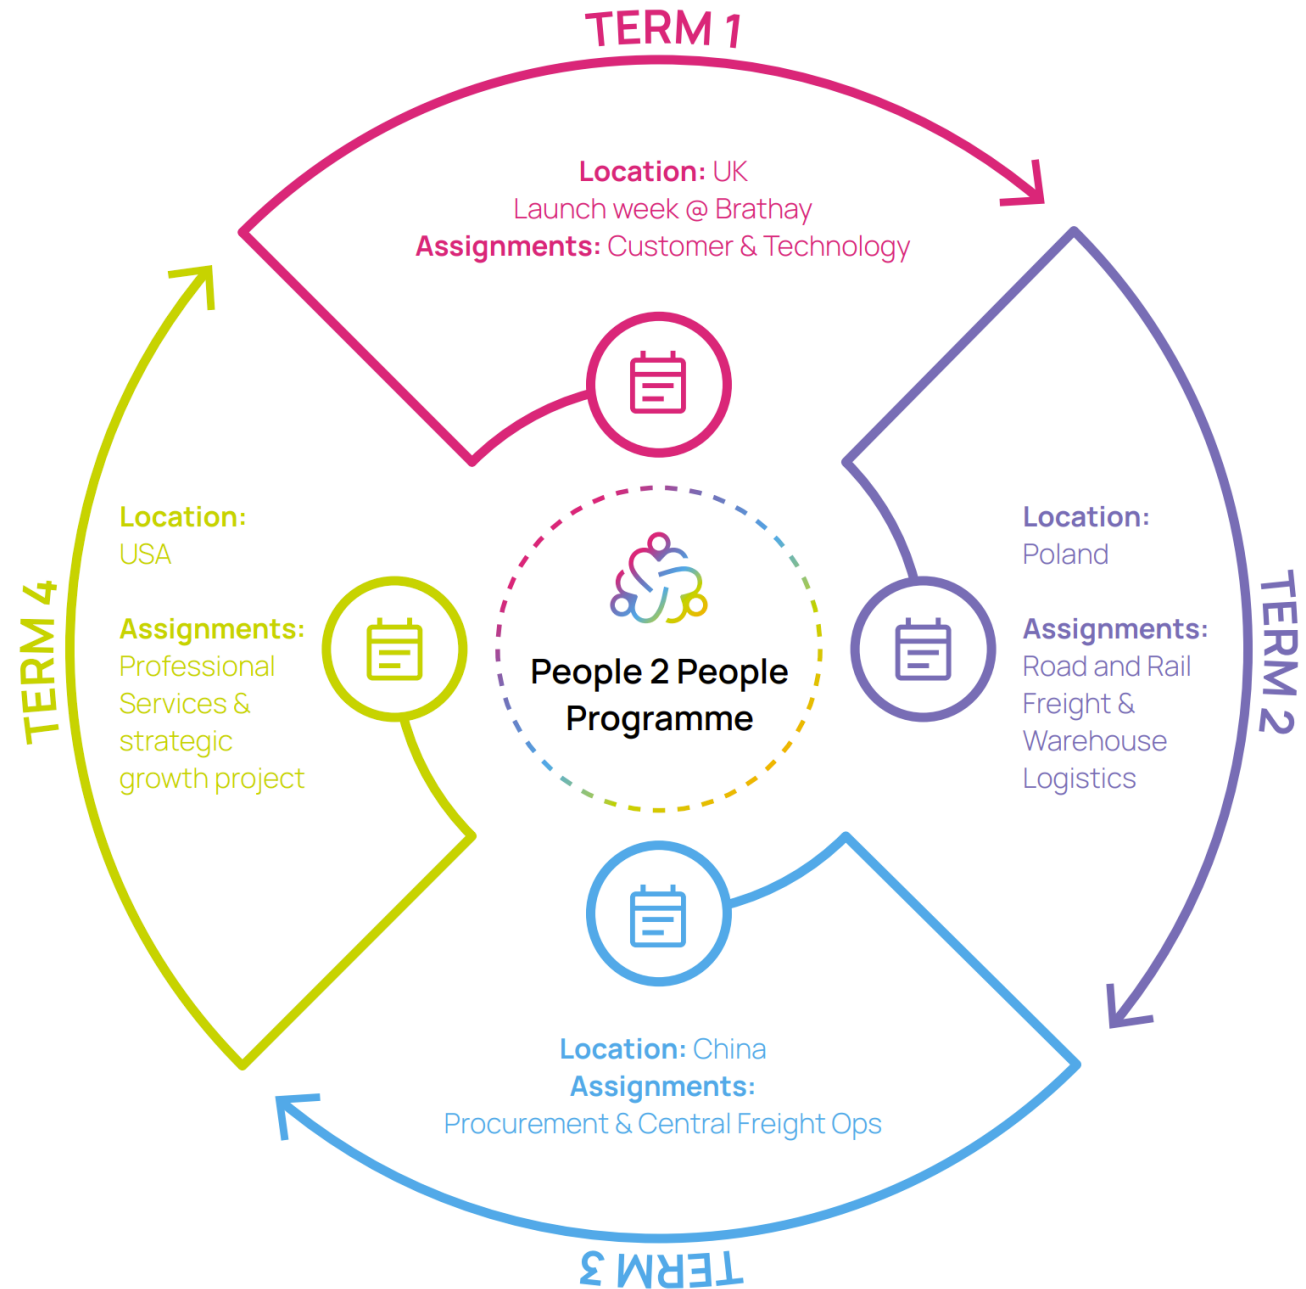 TERM 1
Location: UK
Launch week @ Brathay
Assignments: Customer & Technology
TERM 2
Location:
Poland
Assignments:
Road and Rail
Freight &
Warehouse
Logistics
TERM 3
Location: China
Assignments:
Procurement & Central Freight Ops
TERM 4
Location:
USA
Assignments:
Professional
Services &
strategic
growth project
People 2 People
Programme